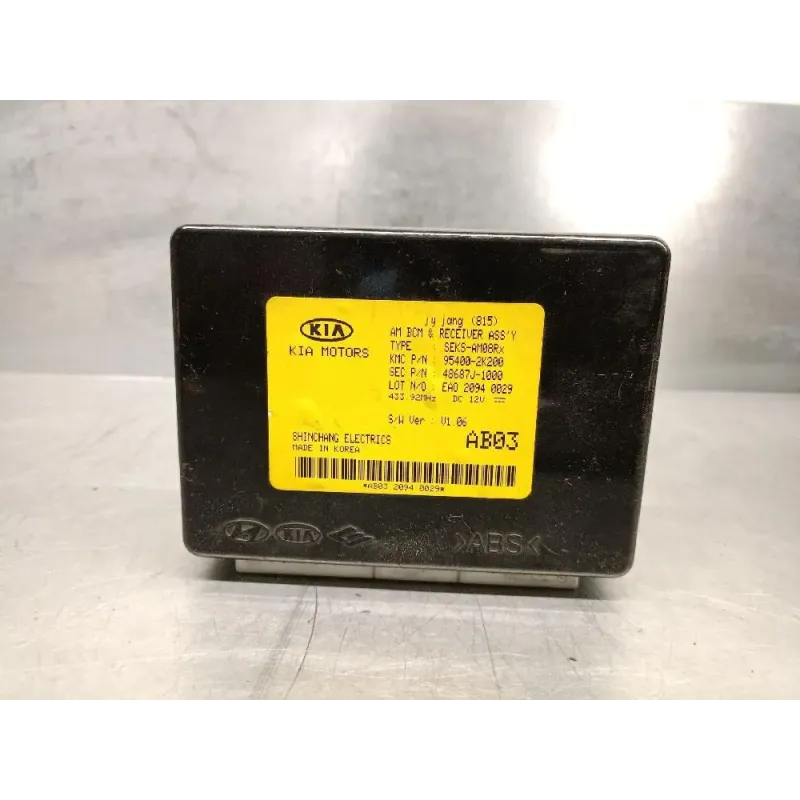 jy jang (815)
KIA
KIA MOTORS
AM BCM & RECEIVER ASS'Y
TYPE : SEKS-AM08Rx
KMC P/N : 95400-2K200
SEC P/N : 48687J-1000
LOT N/O : EAO 2094 0029
433.92MHz DC 12V
S/W Ver : V1.06
SHINCHANG ELECTRICS
MADE IN KOREA
AB03
*AB03 2094 0029*
KIA
>ABS<